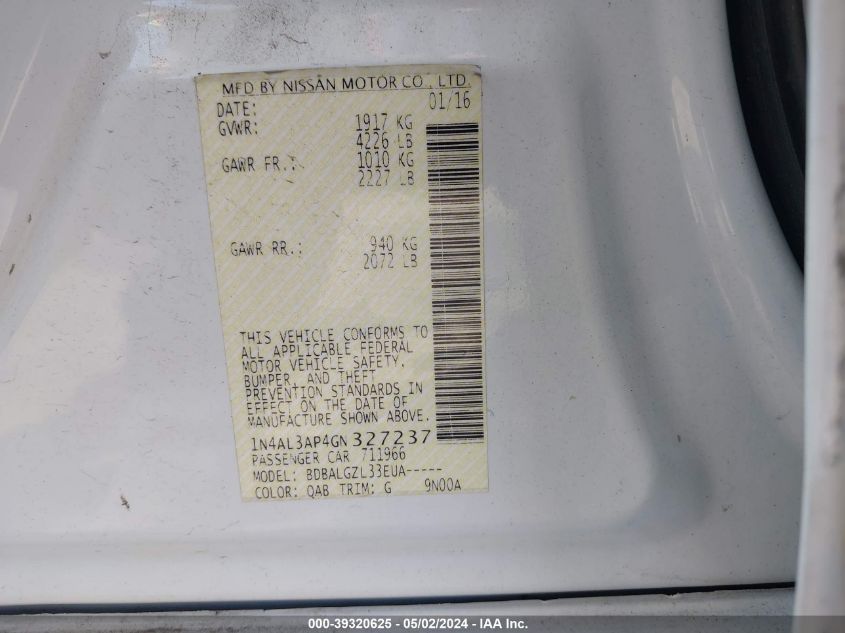 MFD BY NISSAN MOTOR CO., LTD.
DATE: 01/16
GVWR: 1917 KG
4226 LB
GAWR FR.: 1010 KG
2227 LB
GAWR RR.: 940 KG
2072 LB
THIS VEHICLE CONFORMS TO
ALL APPLICABLE FEDERAL
MOTOR VEHICLE SAFETY,
BUMPER, AND THEFT
PREVENTION STANDARDS IN
EFFECT ON THE DATE OF
MANUFACTURE SHOWN ABOVE.
1N4AL3AP4GN327237
PASSENGER CAR 711966
MODEL: BDBALGZL33EUA-----
COLOR: QAB TRIM: G 9N00A
000-39320625 - 05/02/2024 - IAA Inc.